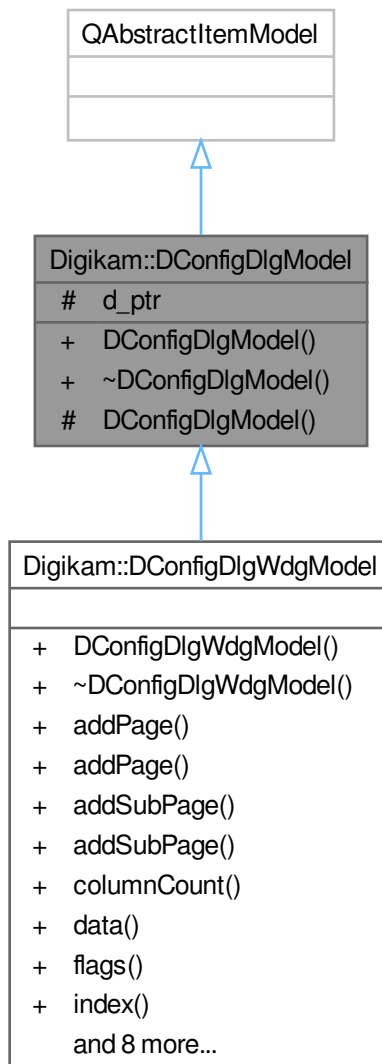 QAbstractItemModel
Digikam::DConfigDlgModel
# d_ptr
+ DConfigDlgModel()
+ ~DConfigDlgModel()
# DConfigDlgModel()
Digikam::DConfigDlgWdgModel
+ DConfigDlgWdgModel()
+ ~DConfigDlgWdgModel()
+ addPage()
+ addPage()
+ addSubPage()
+ addSubPage()
+ columnCount()
+ data()
+ flags()
+ index()
and 8 more...